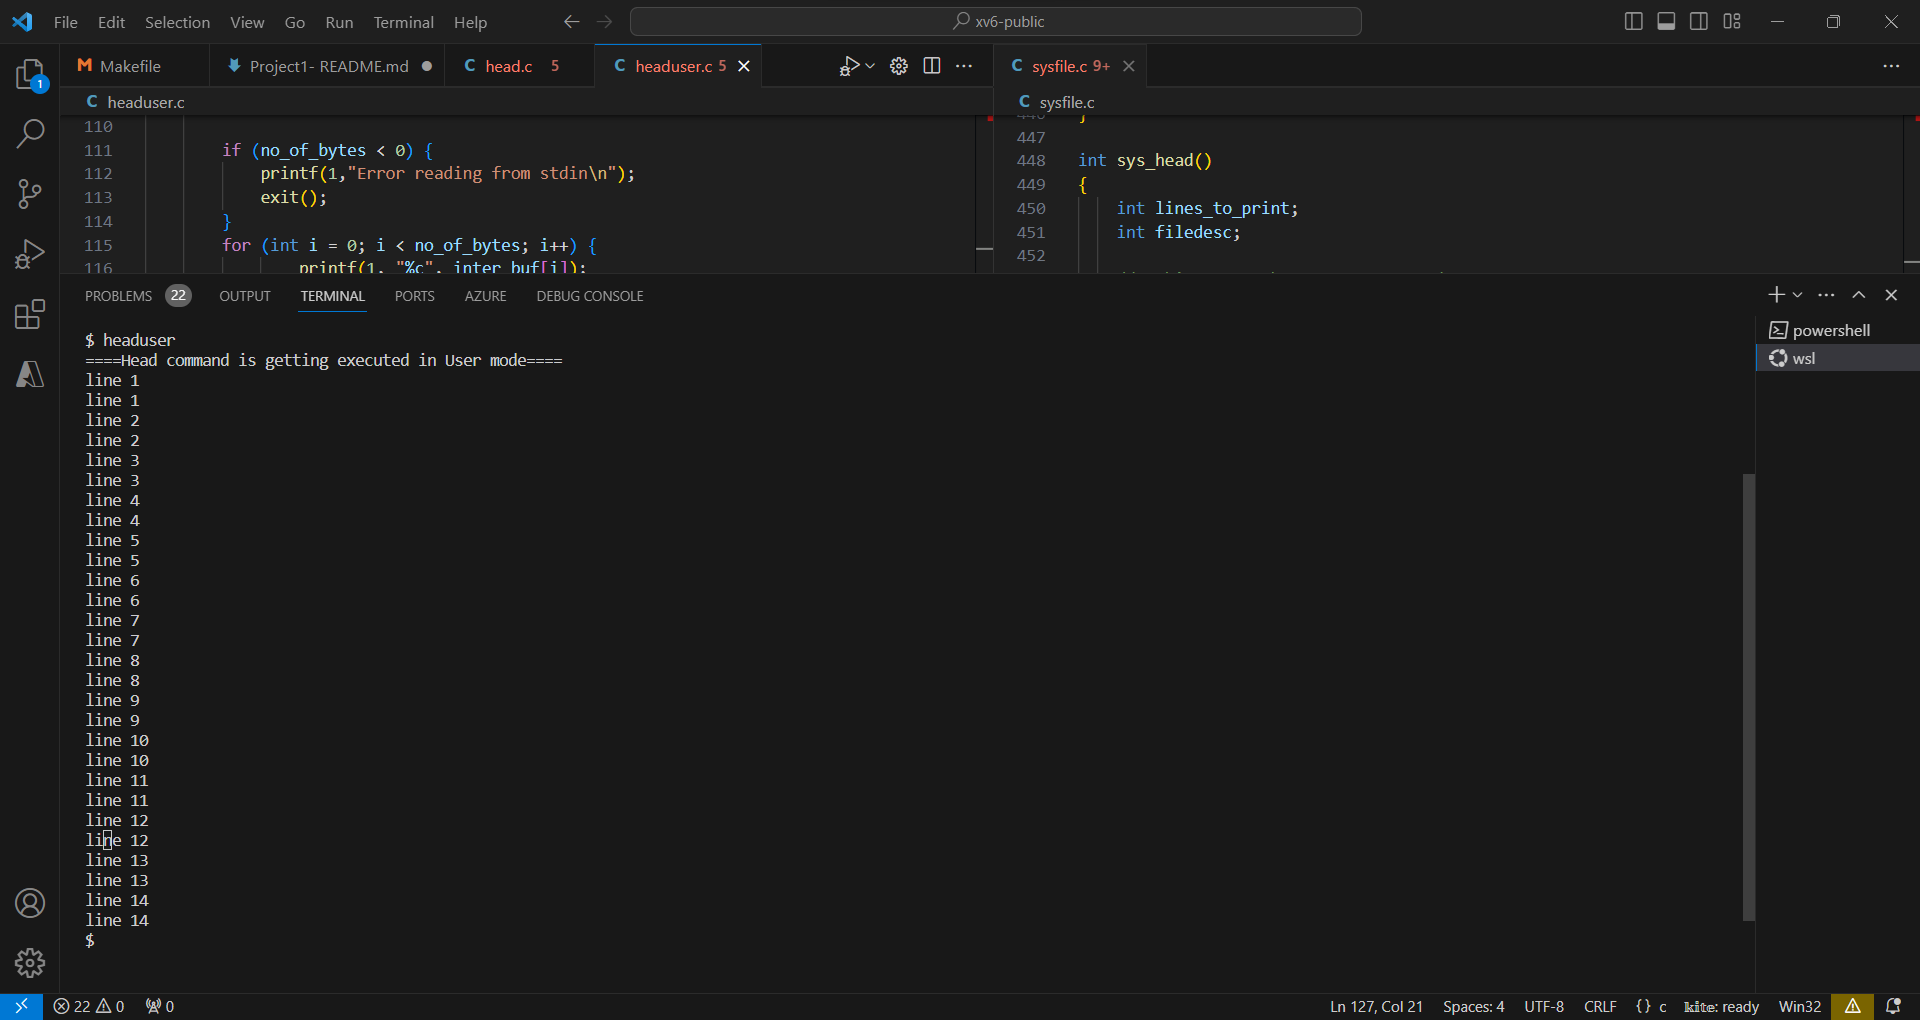 File Edit Selection View Go Run Terminal Help xv6-public
Makefile Project1- README.md head.c 5 headuser.c 5 sysfile.c 9+
headuser.c
110
111 if (no_of_bytes < 0) {
112 printf(1,"Error reading from stdin\n");
113 exit();
114 }
115 for (int i = 0; i < no_of_bytes; i++) {
116 printf(1, "%c", inter_buf[i]);
sysfile.c
446 }
447
448 int sys_head()
449 {
450 int lines_to_print;
451 int filedesc;
452
PROBLEMS 22 OUTPUT TERMINAL PORTS AZURE DEBUG CONSOLE
$ headuser
====Head command is getting executed in User mode====
line 1
line 1
line 2
line 2
line 3
line 3
line 4
line 4
line 5
line 5
line 6
line 6
line 7
line 7
line 8
line 8
line 9
line 9
line 10
line 10
line 11
line 11
line 12
line 12
line 13
line 13
line 14
line 14
$
powershell
wsl
1
22 0 0 Ln 127, Col 21 Spaces: 4 UTF-8 CRLF {} C kite: ready Win32